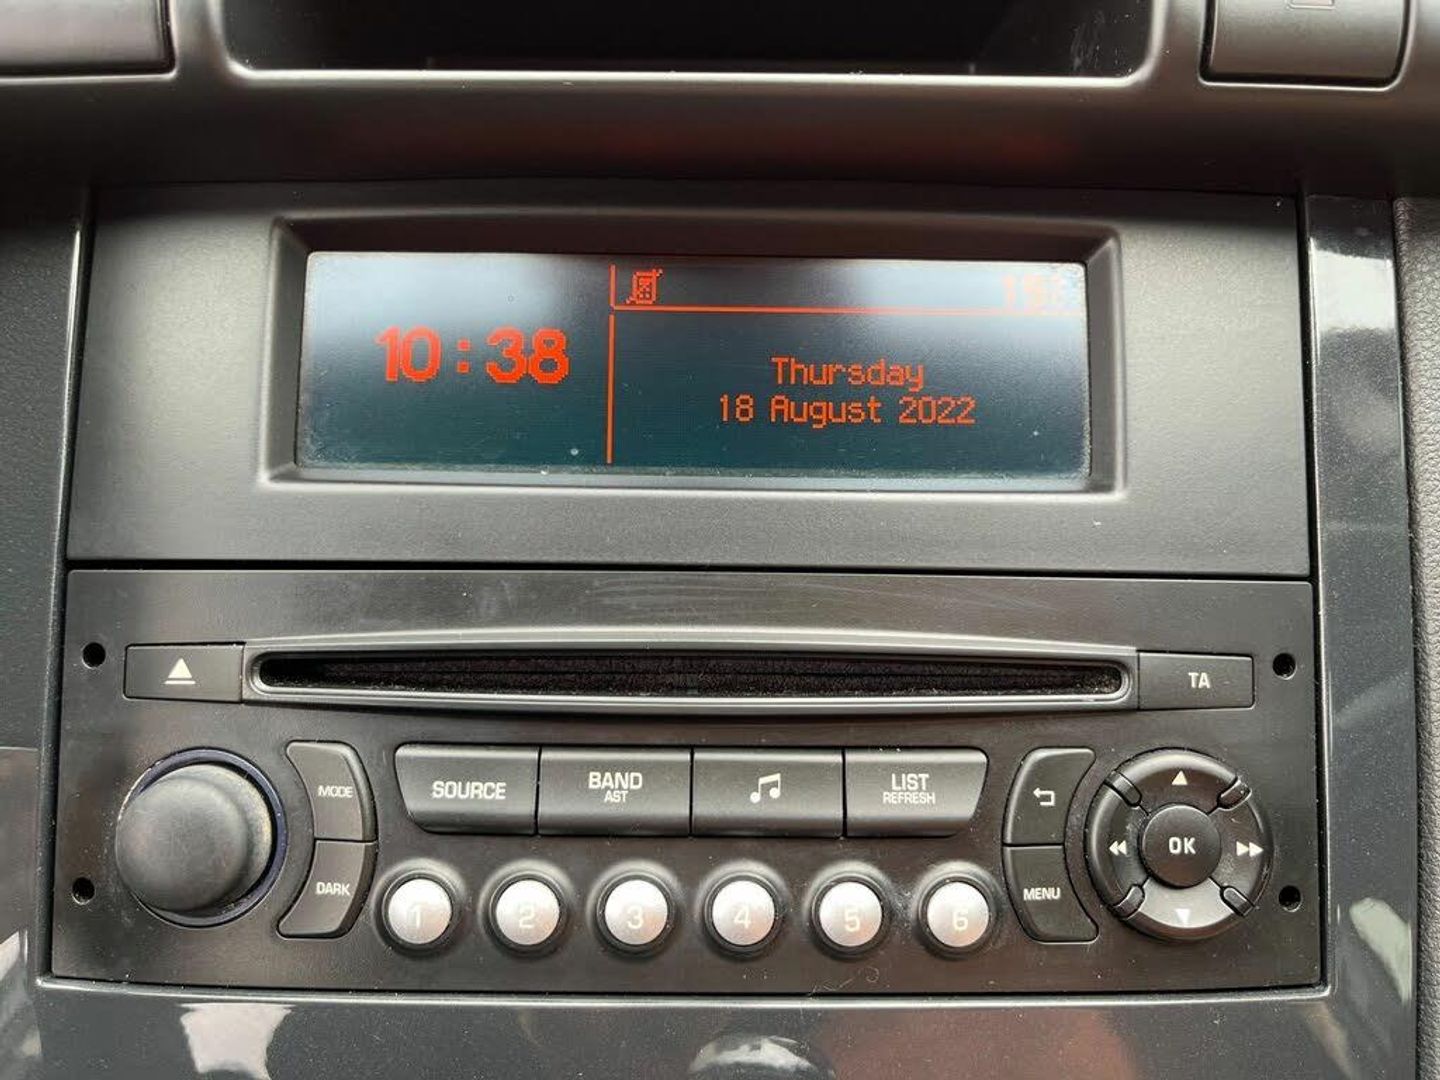 10:38
Thursday
18 August 2022
TA
MODE
SOURCE
BAND
AST
LIST
REFRESH
OK
DARK
MENU
1 2 3 4 5 6